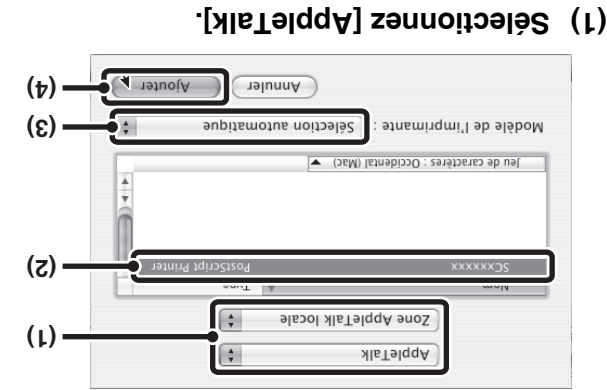 AppleTalk
Zone AppleTalk locale
(1)
Nom Type
SCxxxxxx PostScript Printer
(2)
Jeu de caractères : Occidental (Mac)
Modèle de l'imprimante : Sélection automatique
(3)
Annuler Ajouter
(4)
(1) Sélectionnez [AppleTalk].